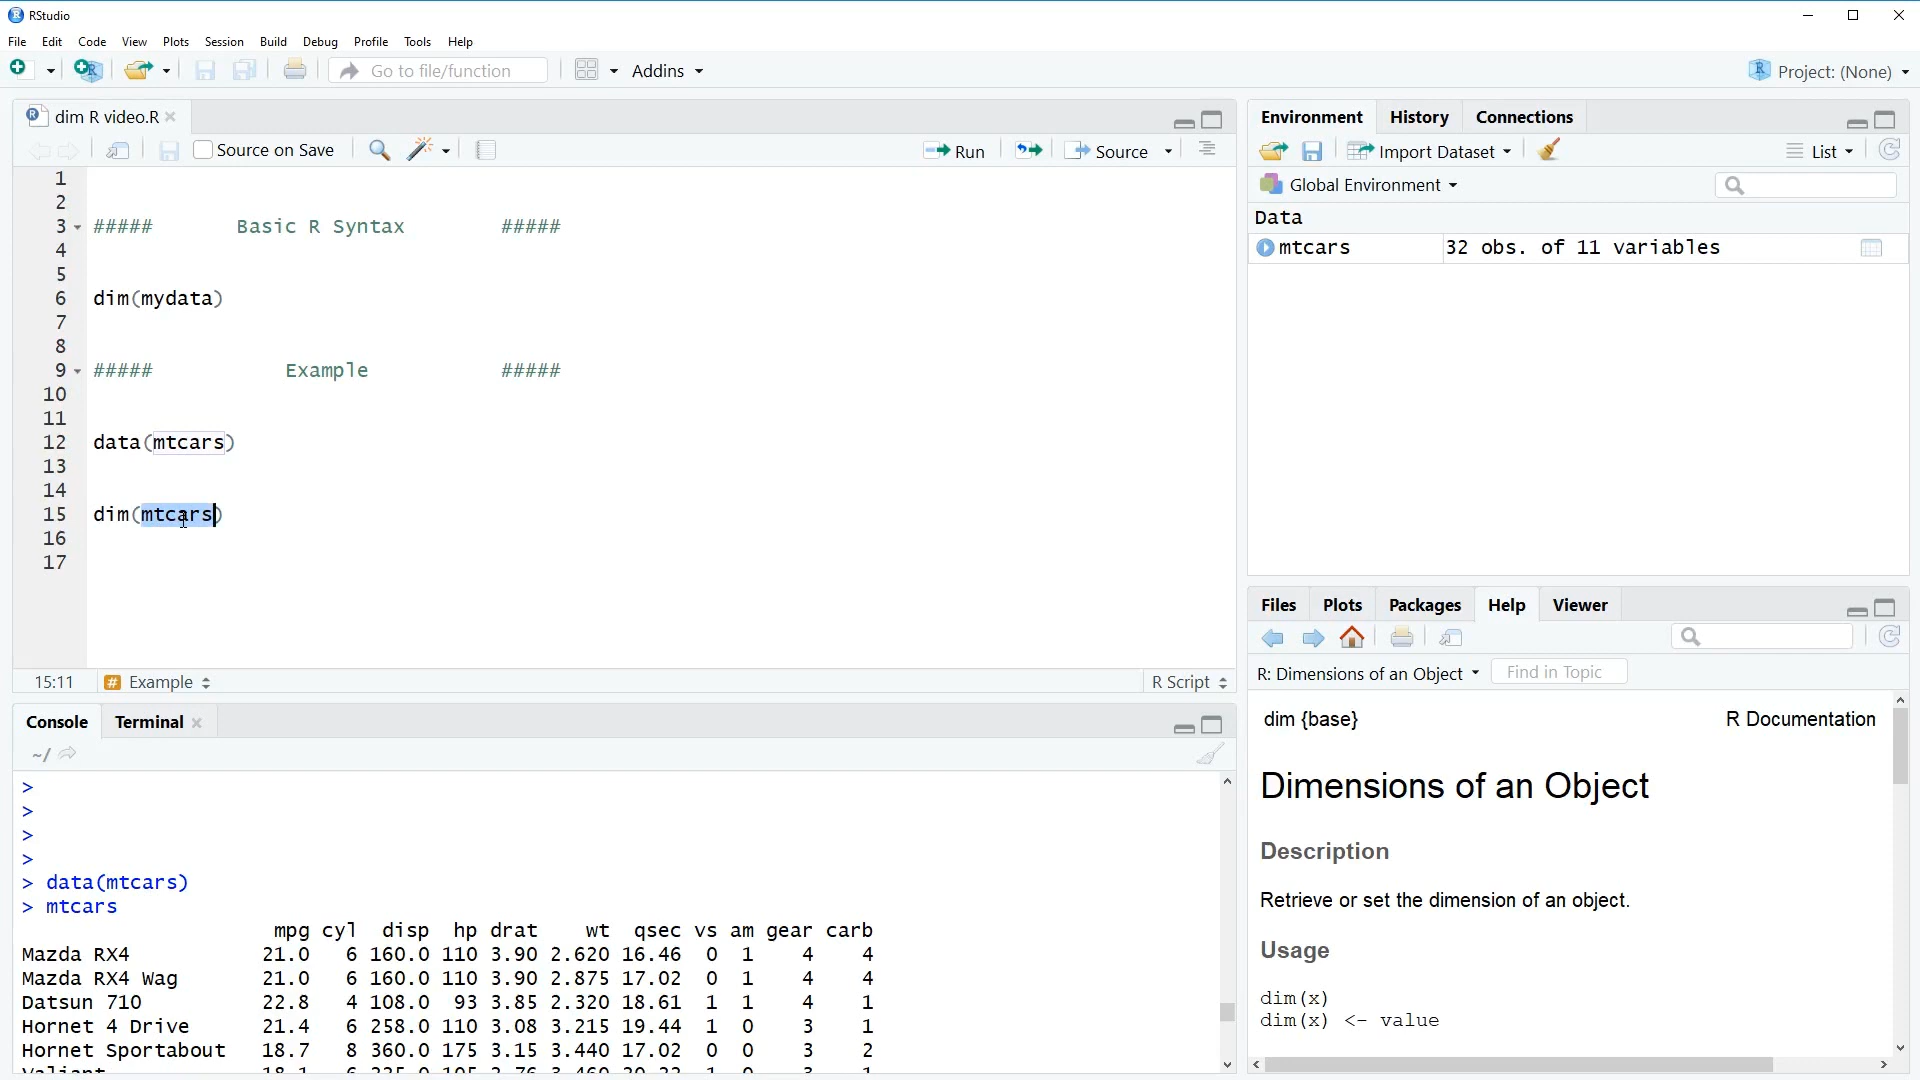 RStudio
File Edit Code View Plots Session Build Debug Profile Tools Help
Go to file/function Addins Project: (None)
dim R video.R
Source on Save Run Source
1
2
3 ##### Basic R Syntax #####
4
5
6 dim(mydata)
7
8
9 ##### Example #####
10
11
12 data(mtcars)
13
14
15 dim(mtcars)
16
17
15:11 # Example R Script
Console Terminal
~/
>
>
>
>
> data(mtcars)
> mtcars
mpg cyl disp hp drat wt qsec vs am gear carb
Mazda RX4 21.0 6 160.0 110 3.90 2.620 16.46 0 1 4 4
Mazda RX4 Wag 21.0 6 160.0 110 3.90 2.875 17.02 0 1 4 4
Datsun 710 22.8 4 108.0 93 3.85 2.320 18.61 1 1 4 1
Hornet 4 Drive 21.4 6 258.0 110 3.08 3.215 19.44 1 0 3 1
Hornet Sportabout 18.7 8 360.0 175 3.15 3.440 17.02 0 0 3 2
Environment History Connections
Import Dataset List
Global Environment
Data
mtcars 32 obs. of 11 variables
Files Plots Packages Help Viewer
R: Dimensions of an Object Find in Topic
dim {base} R Documentation
Dimensions of an Object
Description
Retrieve or set the dimension of an object.
Usage
dim(x)
dim(x) <- value